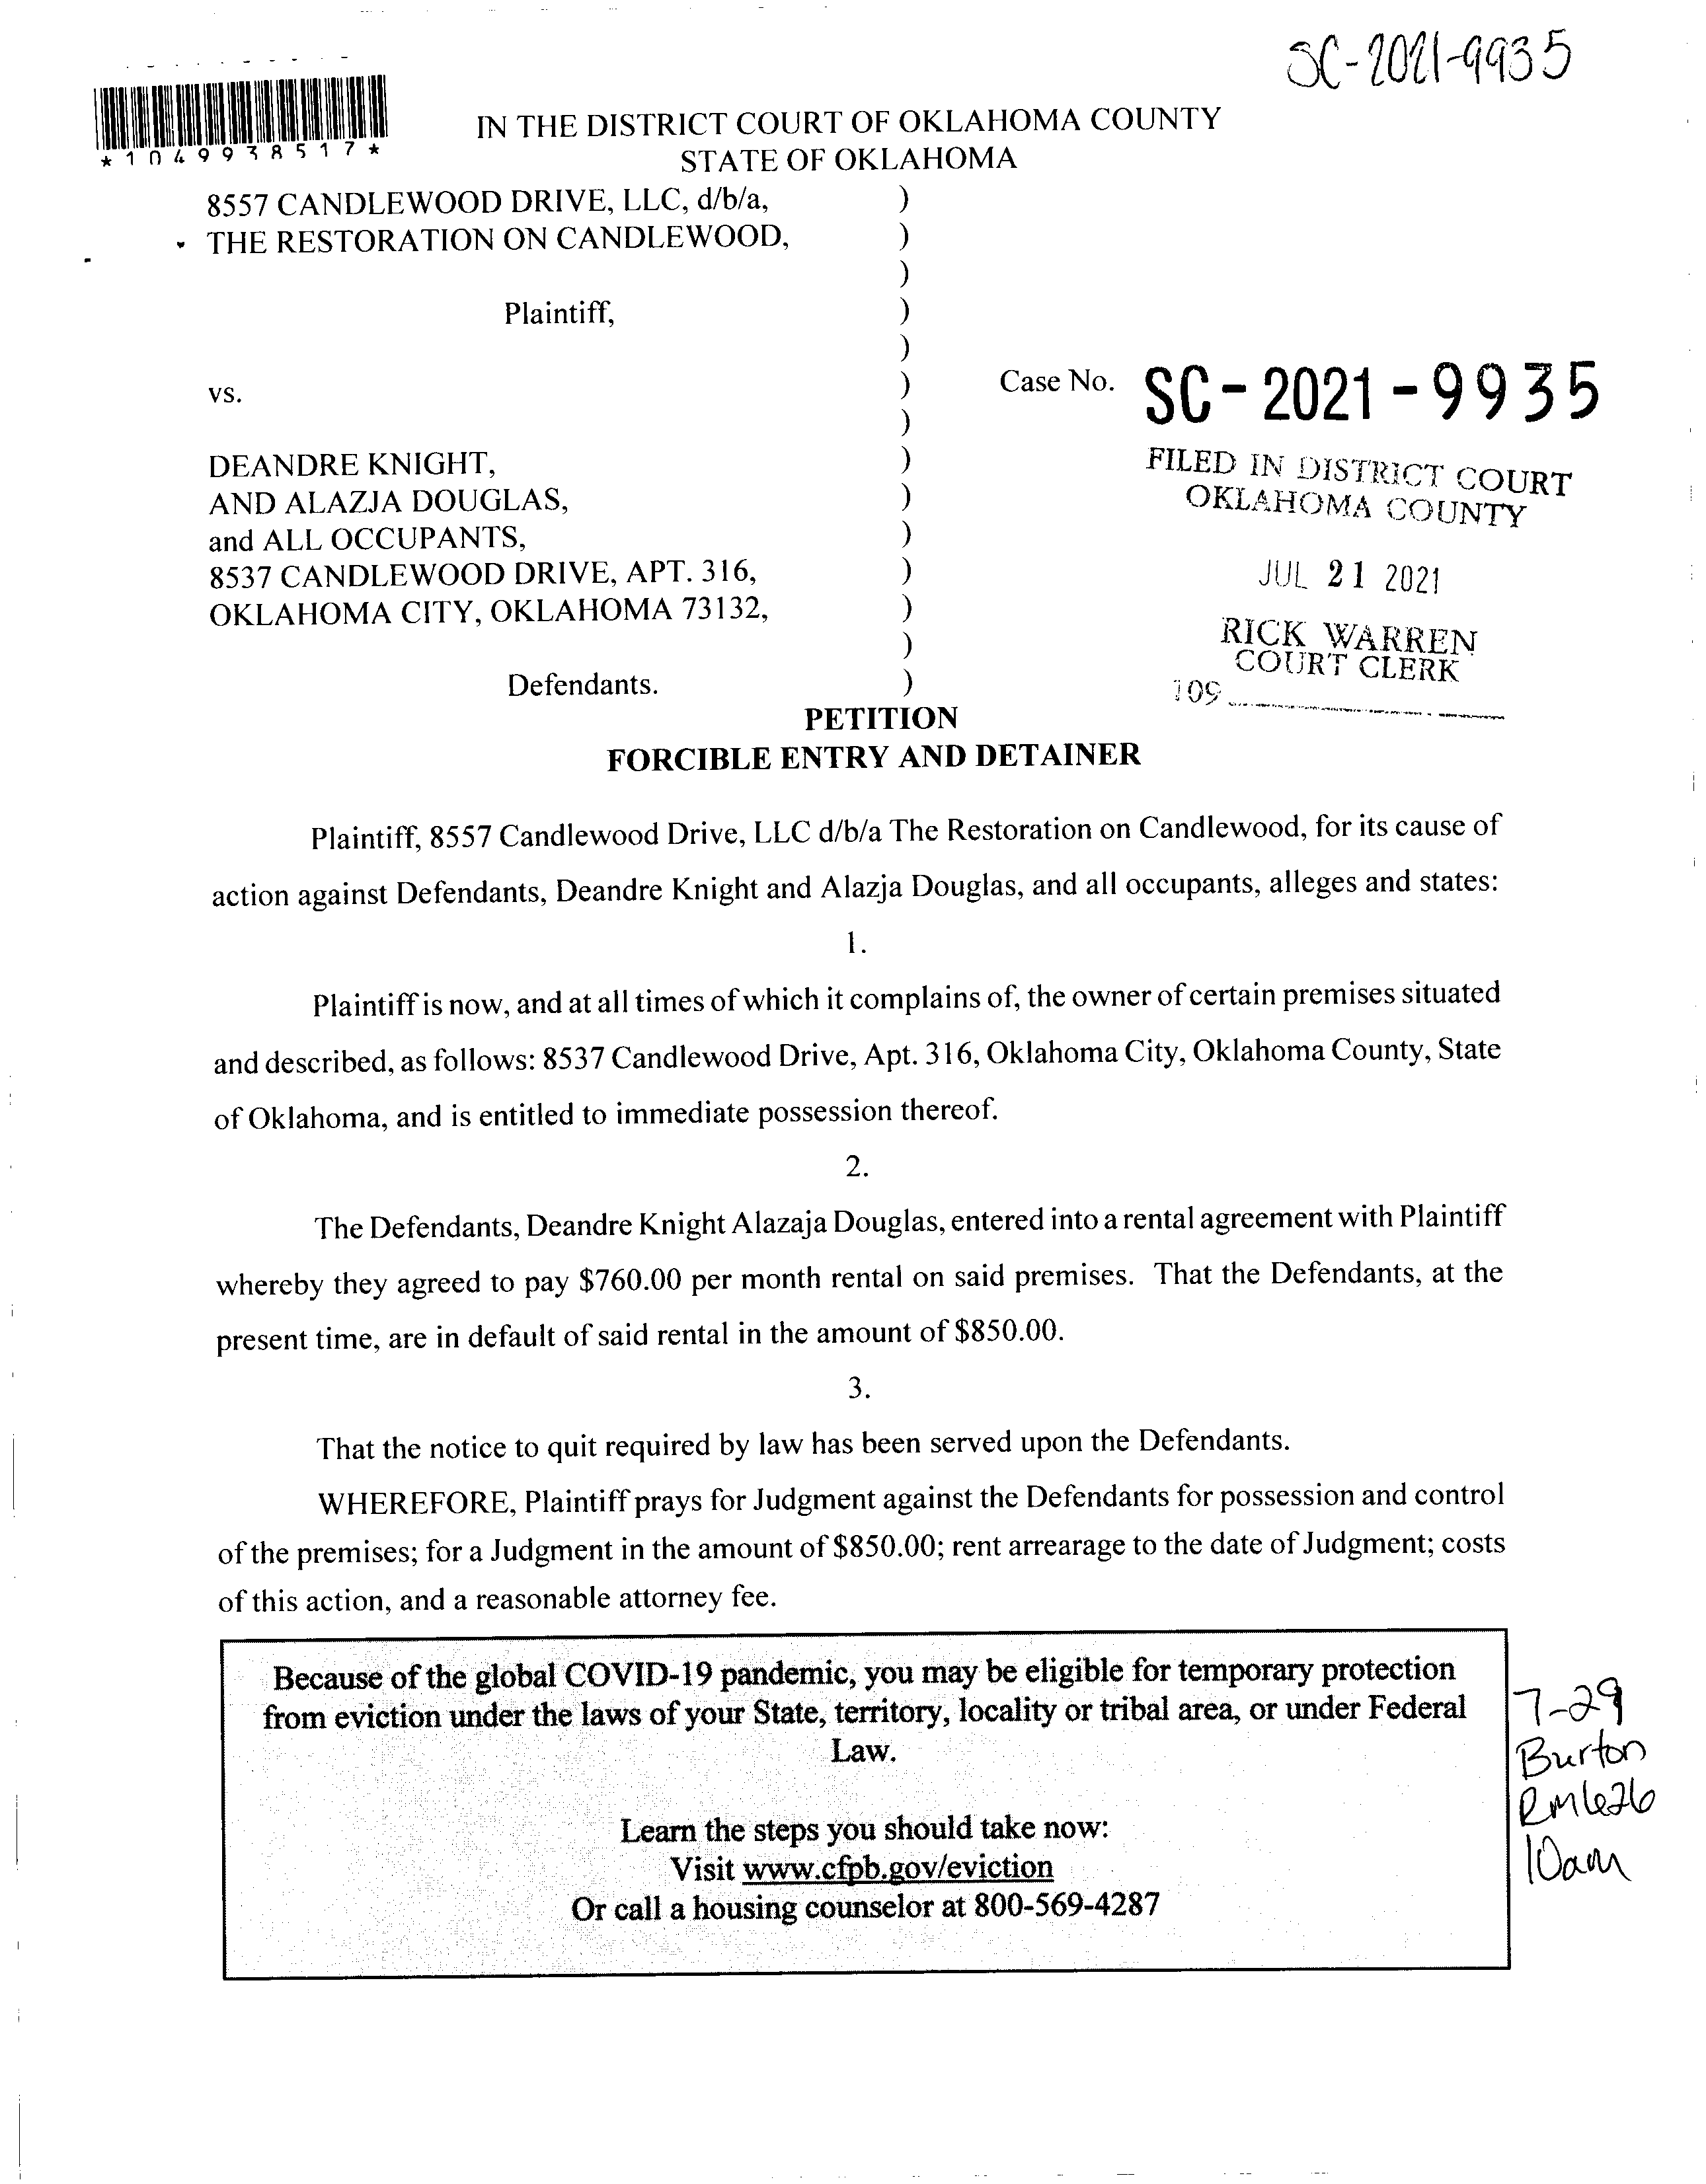 SC-2021-9935
*1049938517*
IN THE DISTRICT COURT OF OKLAHOMA COUNTY
STATE OF OKLAHOMA
8557 CANDLEWOOD DRIVE, LLC, d/b/a, )
THE RESTORATION ON CANDLEWOOD, )
)
Plaintiff, )
)
vs. ) Case No. SC-2021-9935
)
DEANDRE KNIGHT, )
AND ALAZJA DOUGLAS, )
and ALL OCCUPANTS, )
8537 CANDLEWOOD DRIVE, APT. 316, )
OKLAHOMA CITY, OKLAHOMA 73132, )
)
Defendants. )
FILED IN DISTRICT COURT
OKLAHOMA COUNTY
JUL 21 2021
RICK WARREN
COURT CLERK
109
PETITION
FORCIBLE ENTRY AND DETAINER
Plaintiff, 8557 Candlewood Drive, LLC d/b/a The Restoration on Candlewood, for its cause of
action against Defendants, Deandre Knight and Alazja Douglas, and all occupants, alleges and states:
1.
Plaintiff is now, and at all times of which it complains of, the owner of certain premises situated
and described, as follows: 8537 Candlewood Drive, Apt. 316, Oklahoma City, Oklahoma County, State
of Oklahoma, and is entitled to immediate possession thereof.
2.
The Defendants, Deandre Knight Alazaja Douglas, entered into a rental agreement with Plaintiff
whereby they agreed to pay $760.00 per month rental on said premises. That the Defendants, at the
present time, are in default of said rental in the amount of $850.00.
3.
That the notice to quit required by law has been served upon the Defendants.
WHEREFORE, Plaintiff prays for Judgment against the Defendants for possession and control
of the premises; for a Judgment in the amount of $850.00; rent arrearage to the date of Judgment; costs
of this action, and a reasonable attorney fee.
Because of the global COVID-19 pandemic, you may be eligible for temporary protection
from eviction under the laws of your State, territory, locality or tribal area, or under Federal
Law.
Learn the steps you should take now:
Visit www.cfpb.gov/eviction
Or call a housing counselor at 800-569-4287
7-29
Burton
RM626
10am